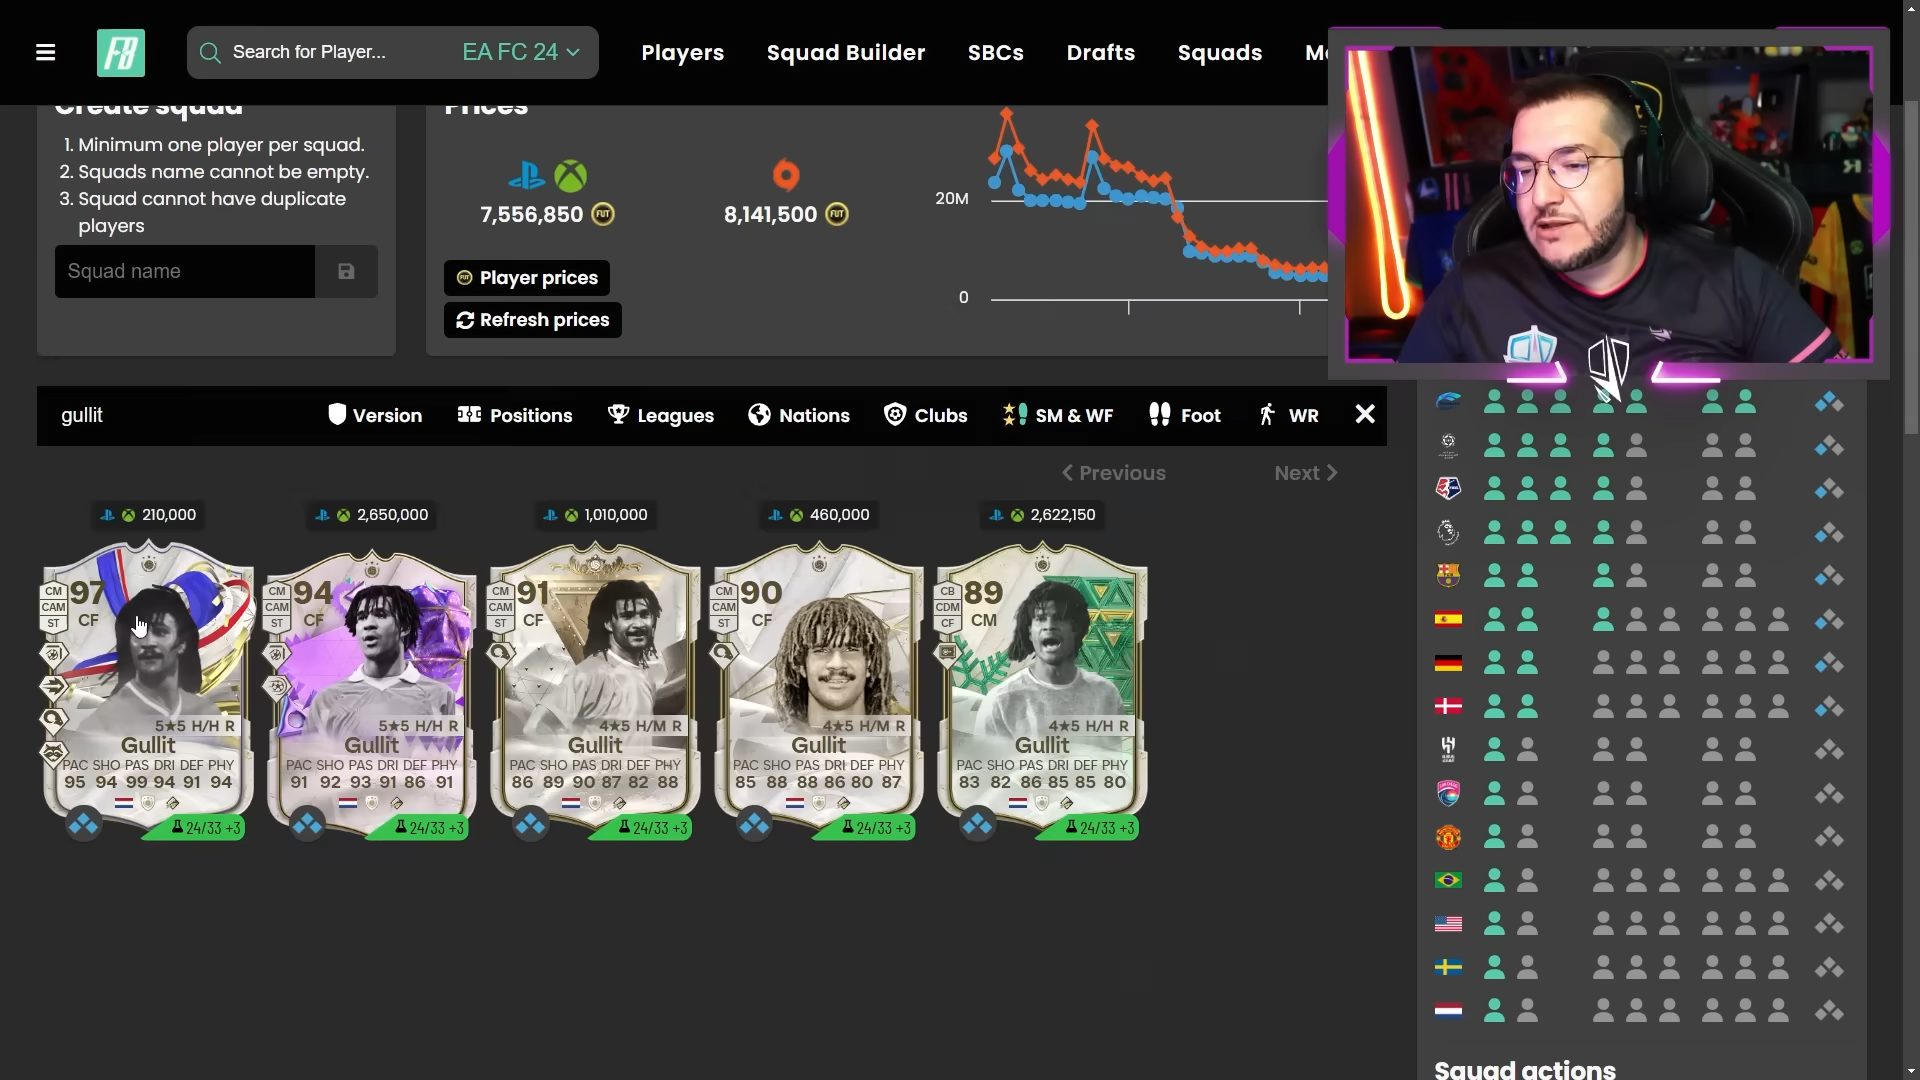 FB
Search for Player...
EA FC 24
Players
Squad Builder
SBCs
Drafts
Squads
Create squad
1. Minimum one player per squad.
2. Squads name cannot be empty.
3. Squad cannot have duplicate
players
Squad name
Prices
7,556,850 FUT
8,141,500 FUT
Player prices
Refresh prices
20M
0
gullit
Version
Positions
Leagues
Nations
Clubs
SM & WF
Foot
WR
Previous
Next
210,000
97
CF
CM
CAM
ST
5★5 H/H R
Gullit
PAC SHO PAS DRI DEF PHY
95 94 99 94 91 94
24/33 +3
2,650,000
94
CF
CM
CAM
ST
5★5 H/H R
Gullit
PAC SHO PAS DRI DEF PHY
91 92 93 91 86 91
24/33 +3
1,010,000
91
CF
CM
CAM
ST
4★5 H/M R
Gullit
PAC SHO PAS DRI DEF PHY
86 89 90 87 82 88
24/33 +3
460,000
90
CF
CM
CAM
ST
4★5 H/M R
Gullit
PAC SHO PAS DRI DEF PHY
85 88 88 86 80 87
24/33 +3
2,622,150
89
CM
CB
CDM
CF
4★5 H/H R
Gullit
PAC SHO PAS DRI DEF PHY
83 82 86 85 85 80
24/33 +3
Squad actions